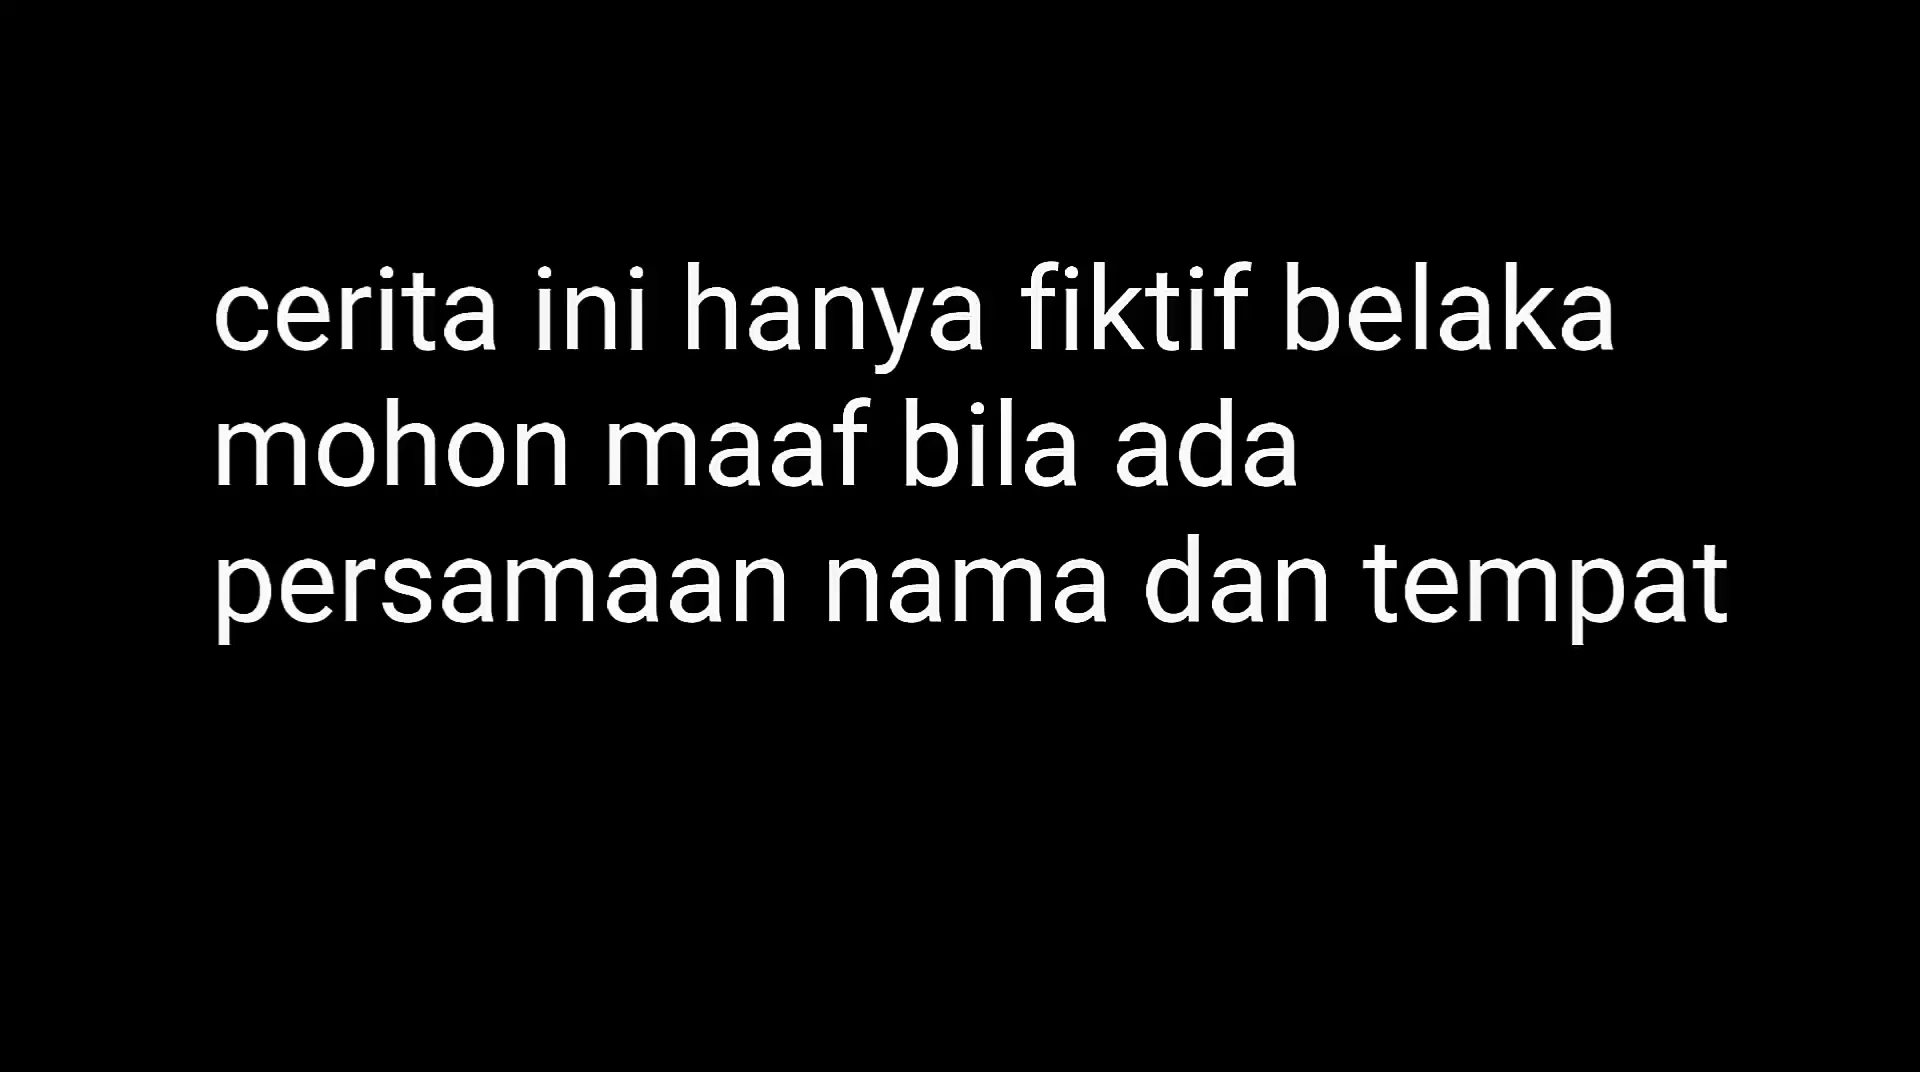 cerita ini hanya fiktif belaka
mohon maaf bila ada
persamaan nama dan tempat